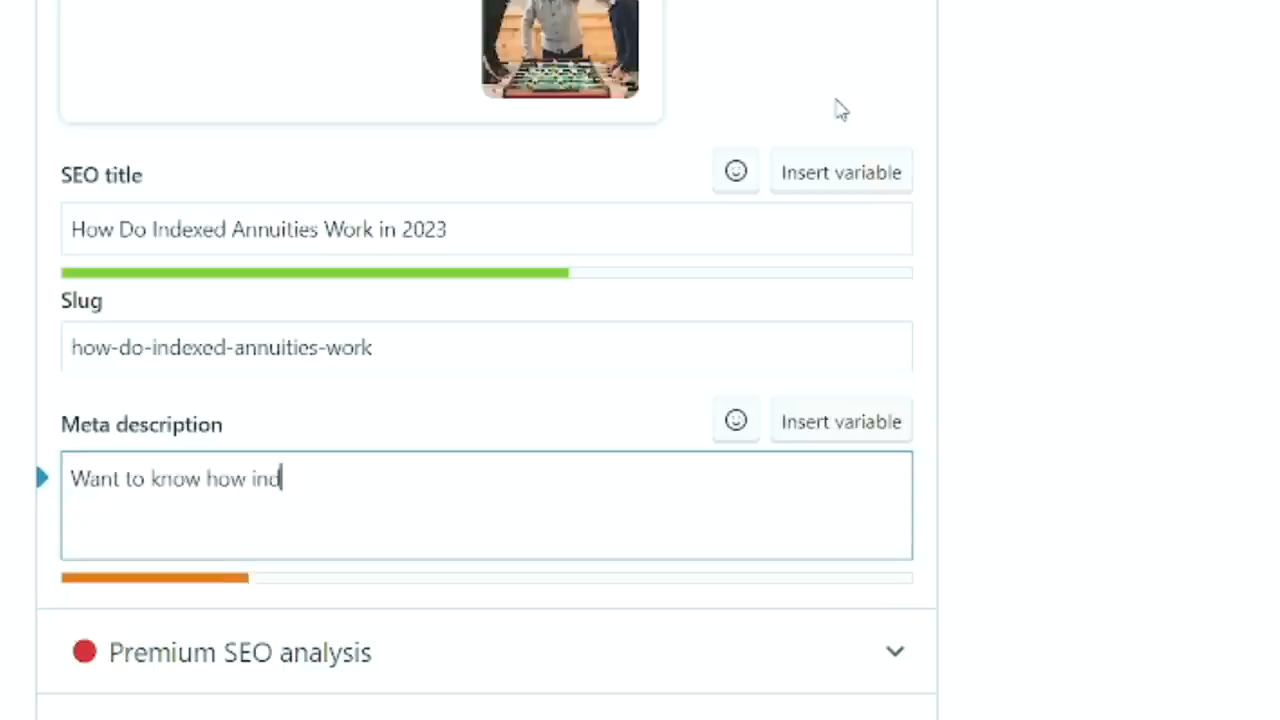 SEO title
Insert variable
How Do Indexed Annuities Work in 2023
Slug
how-do-indexed-annuities-work
Meta description
Insert variable
Want to know how ind
Premium SEO analysis